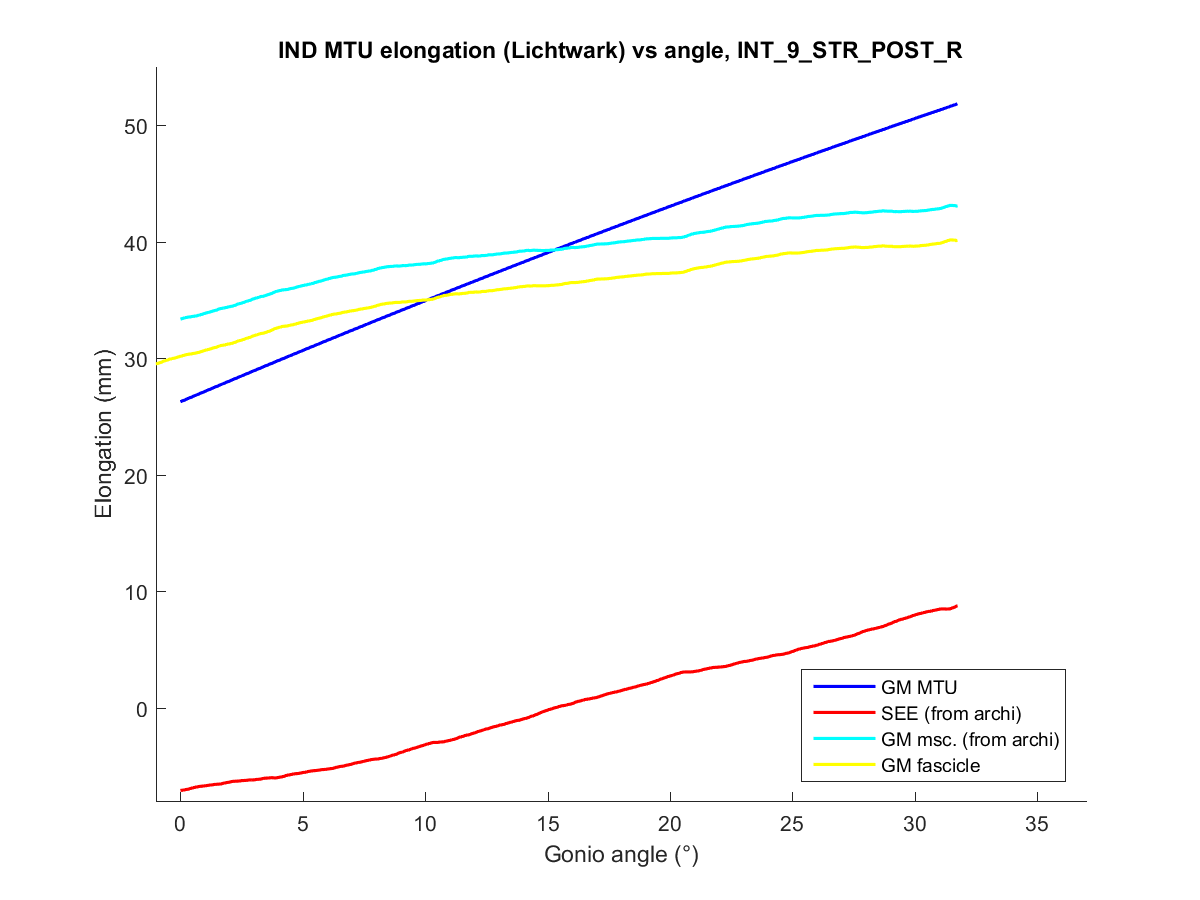 IND MTU elongation (Lichtwark) vs angle, INT_9_STR_POST_R
Elongation (mm)
50
40
30
20
10
0
0 5 10 15 20 25 30 35
Gonio angle (°)
GM MTU
SEE (from archi)
GM msc. (from archi)
GM fascicle